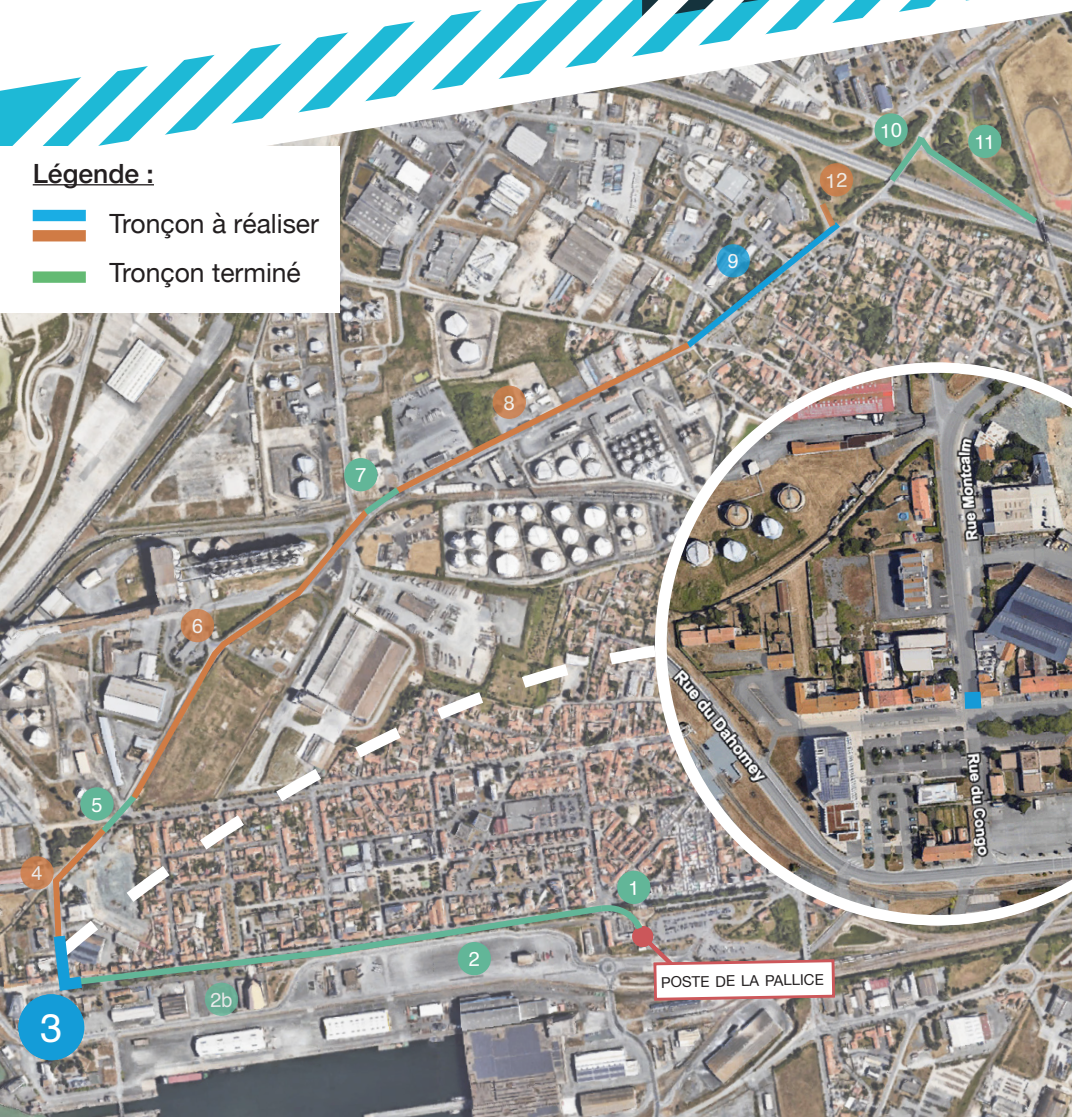 Légende :
Tronçon à réaliser
Tronçon terminé
10
11
12
9
8
7
6
5
4
3
2b
2
1
POSTE DE LA PALLICE
Rue Montcalm
Rue du Dahomey
Rue du Congo